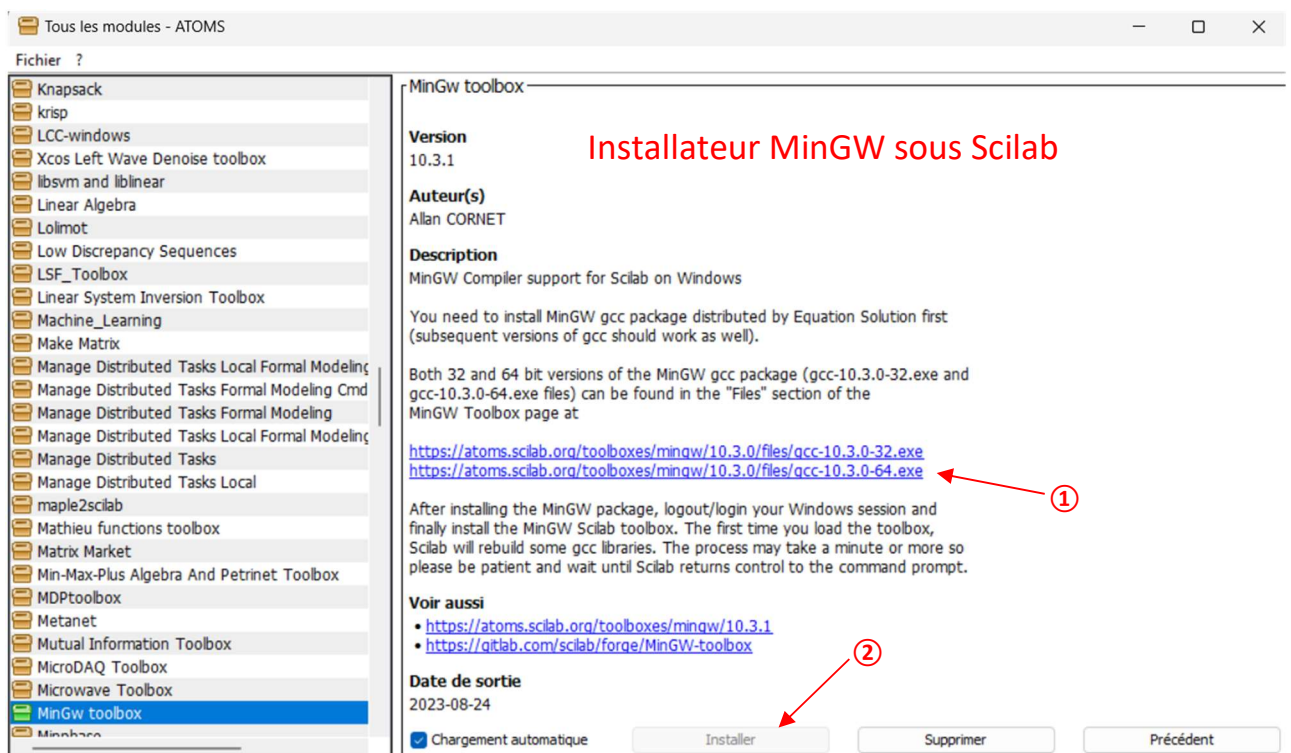 Tous les modules - ATOMS
Fichier ?
Knapsack
krisp
LCC-windows
Xcos Left Wave Denoise toolbox
libsvm and liblinear
Linear Algebra
Lolimot
Low Discrepancy Sequences
LSF_Toolbox
Linear System Inversion Toolbox
Machine_Learning
Make Matrix
Manage Distributed Tasks Local Formal Modeling
Manage Distributed Tasks Formal Modeling Cmd
Manage Distributed Tasks Formal Modeling
Manage Distributed Tasks Local Formal Modeling
Manage Distributed Tasks
Manage Distributed Tasks Local
maple2scilab
Mathieu functions toolbox
Matrix Market
Min-Max-Plus Algebra And Petrinet Toolbox
MDPtoolbox
Metanet
Mutual Information Toolbox
MicroDAQ Toolbox
Microwave Toolbox
MinGw toolbox
Minphase
MinGw toolbox
Installateur MinGW sous Scilab
Version
10.3.1
Auteur(s)
Allan CORNET
Description
MinGW Compiler support for Scilab on Windows
You need to install MinGW gcc package distributed by Equation Solution first
(subsequent versions of gcc should work as well).
Both 32 and 64 bit versions of the MinGW gcc package (gcc-10.3.0-32.exe and
gcc-10.3.0-64.exe files) can be found in the "Files" section of the
MinGW Toolbox page at
https://atoms.scilab.org/toolboxes/mingw/10.3.0/files/gcc-10.3.0-32.exe
https://atoms.scilab.org/toolboxes/mingw/10.3.0/files/gcc-10.3.0-64.exe
①
After installing the MinGW package, logout/login your Windows session and
finally install the MinGW Scilab toolbox. The first time you load the toolbox,
Scilab will rebuild some gcc libraries. The process may take a minute or more so
please be patient and wait until Scilab returns control to the command prompt.
Voir aussi
• https://atoms.scilab.org/toolboxes/mingw/10.3.1
• https://gitlab.com/scilab/forge/MinGW-toolbox
②
Date de sortie
2023-08-24
Chargement automatique
Installer
Supprimer
Précédent